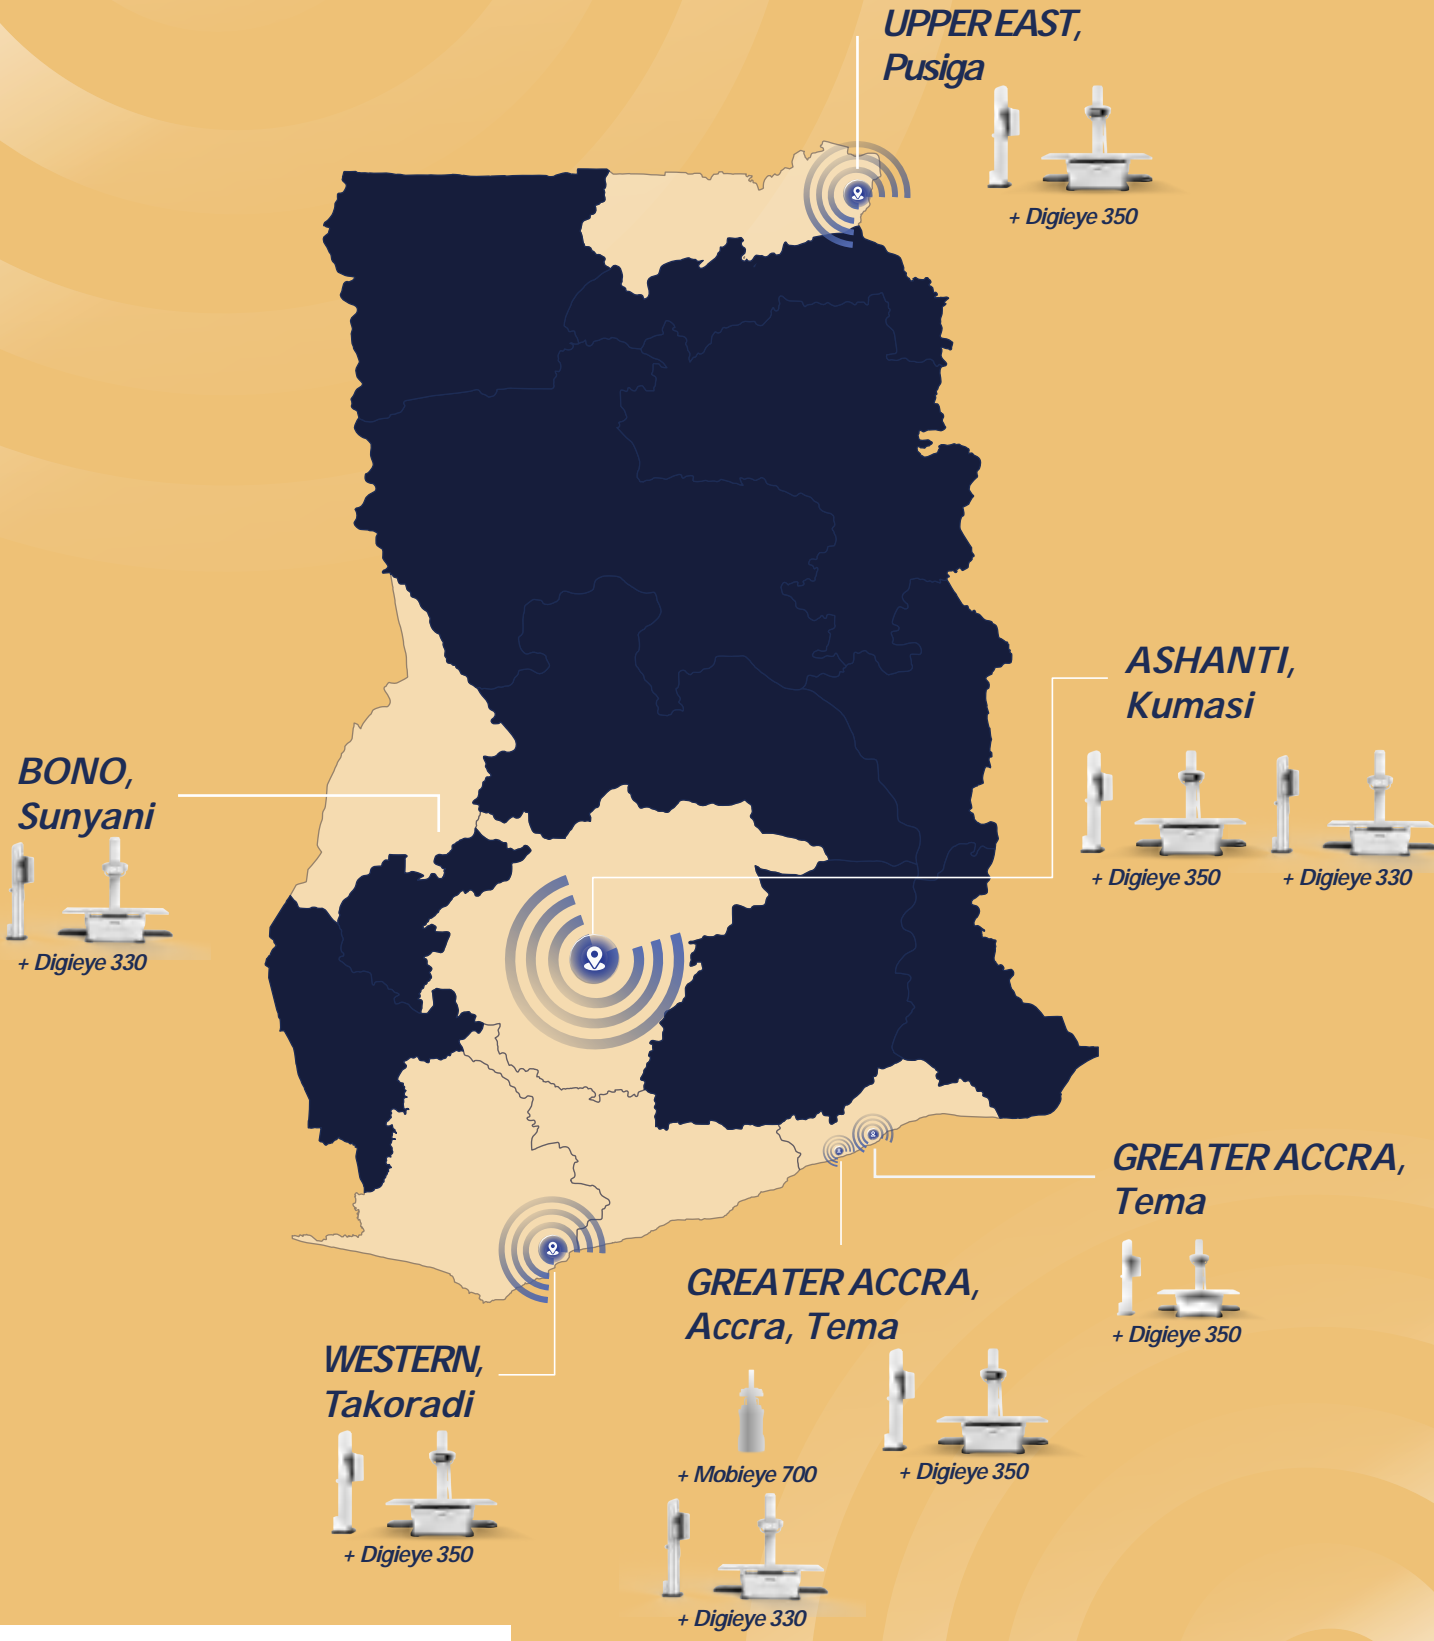 UPPER EAST,
Pusiga
+ Digieye 350
ASHANTI,
Kumasi
+ Digieye 350
+ Digieye 330
BONO,
Sunyani
+ Digieye 330
GREATER ACCRA,
Tema
+ Digieye 350
GREATER ACCRA,
Accra, Tema
+ Mobieye 700
+ Digieye 350
+ Digieye 330
WESTERN,
Takoradi
+ Digieye 350